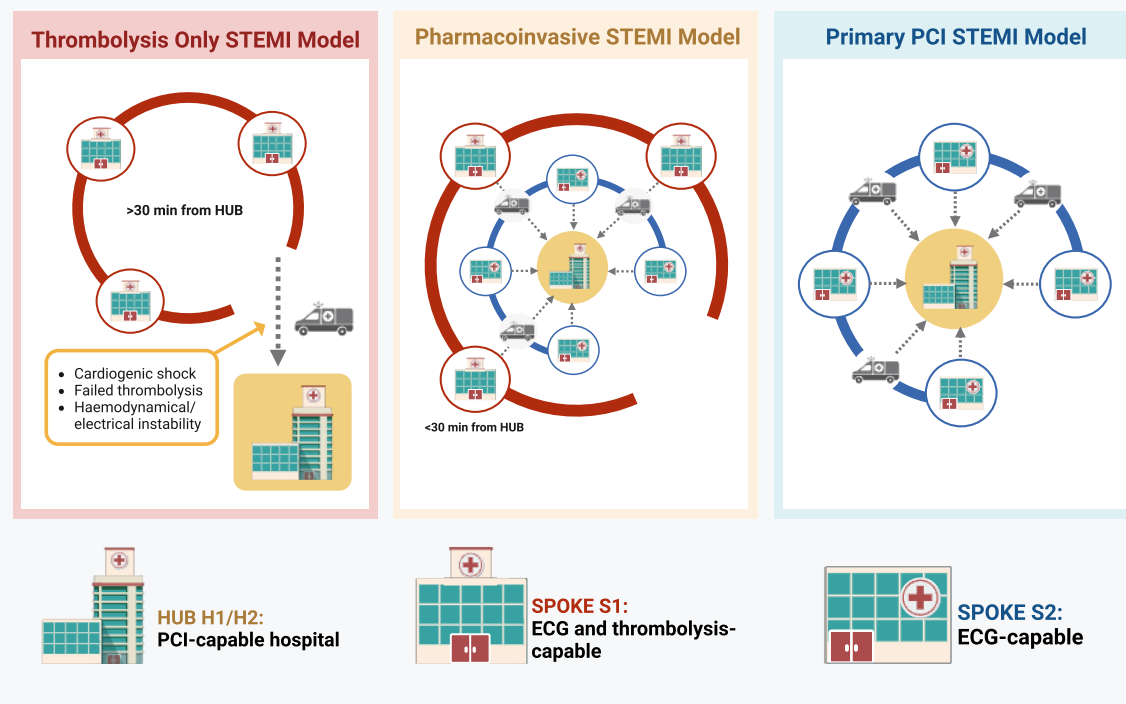 Thrombolysis Only STEMI Model
>30 min from HUB
• Cardiogenic shock
• Failed thrombolysis
• Haemodynamical/
electrical instability
Pharmacoinvasive STEMI Model
<30 min from HUB
Primary PCI STEMI Model
HUB H1/H2:
PCI-capable hospital
SPOKE S1:
ECG and thrombolysis-
capable
SPOKE S2:
ECG-capable